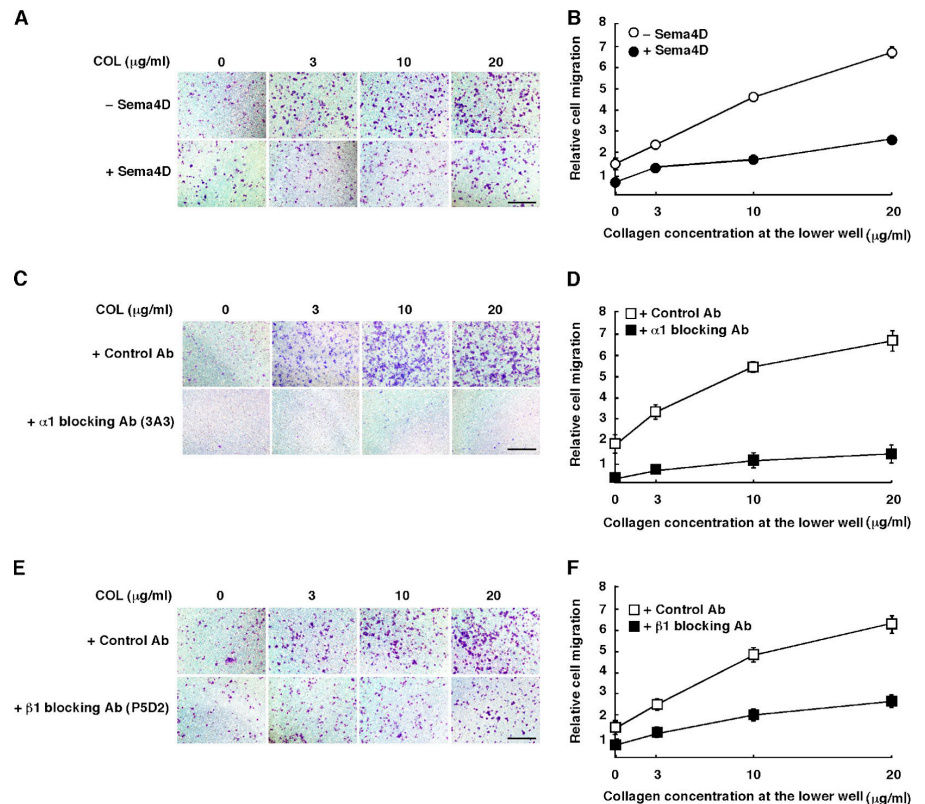 A
COL (µg/ml)
0 3 10 20
– Sema4D
+ Sema4D
B
– Sema4D
+ Sema4D
Relative cell migration
8
7
6
5
4
3
2
1
0 3 10 20
Collagen concentration at the lower well (µg/ml)
C
COL (µg/ml)
0 3 10 20
+ Control Ab
+ α1 blocking Ab (3A3)
D
+ Control Ab
+ α1 blocking Ab
Relative cell migration
8
7
6
5
4
3
2
1
0 3 10 20
Collagen concentration at the lower well (µg/ml)
E
COL (µg/ml)
0 3 10 20
+ Control Ab
+ β1 blocking Ab (P5D2)
F
+ Control Ab
+ β1 blocking Ab
Relative cell migration
8
7
6
5
4
3
2
1
0 3 10 20
Collagen concentration at the lower well (µg/ml)